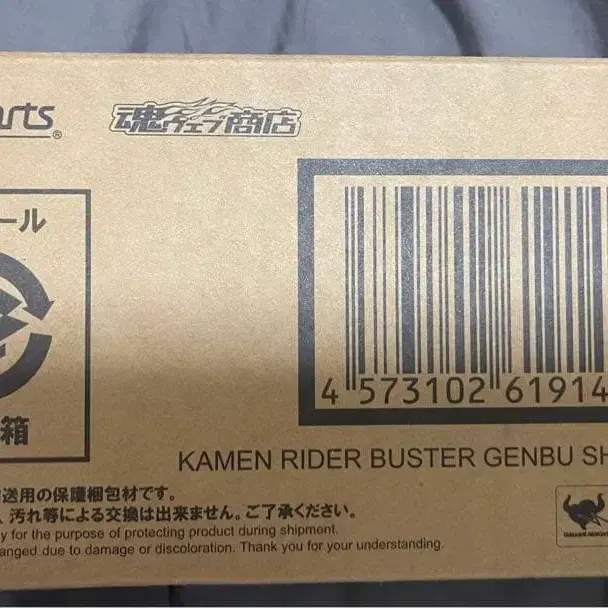 arts®
魂ウェブ商店
ール
箱
4 573102 61914
KAMEN RIDER BUSTER GENBU SH
送用の保護梱包材です。
汚れ等による交換は出来ません。ご了承ください。
y for the purpose of protecting product during shipment.
anged due to damage or discoloration. Thank you for your understanding.